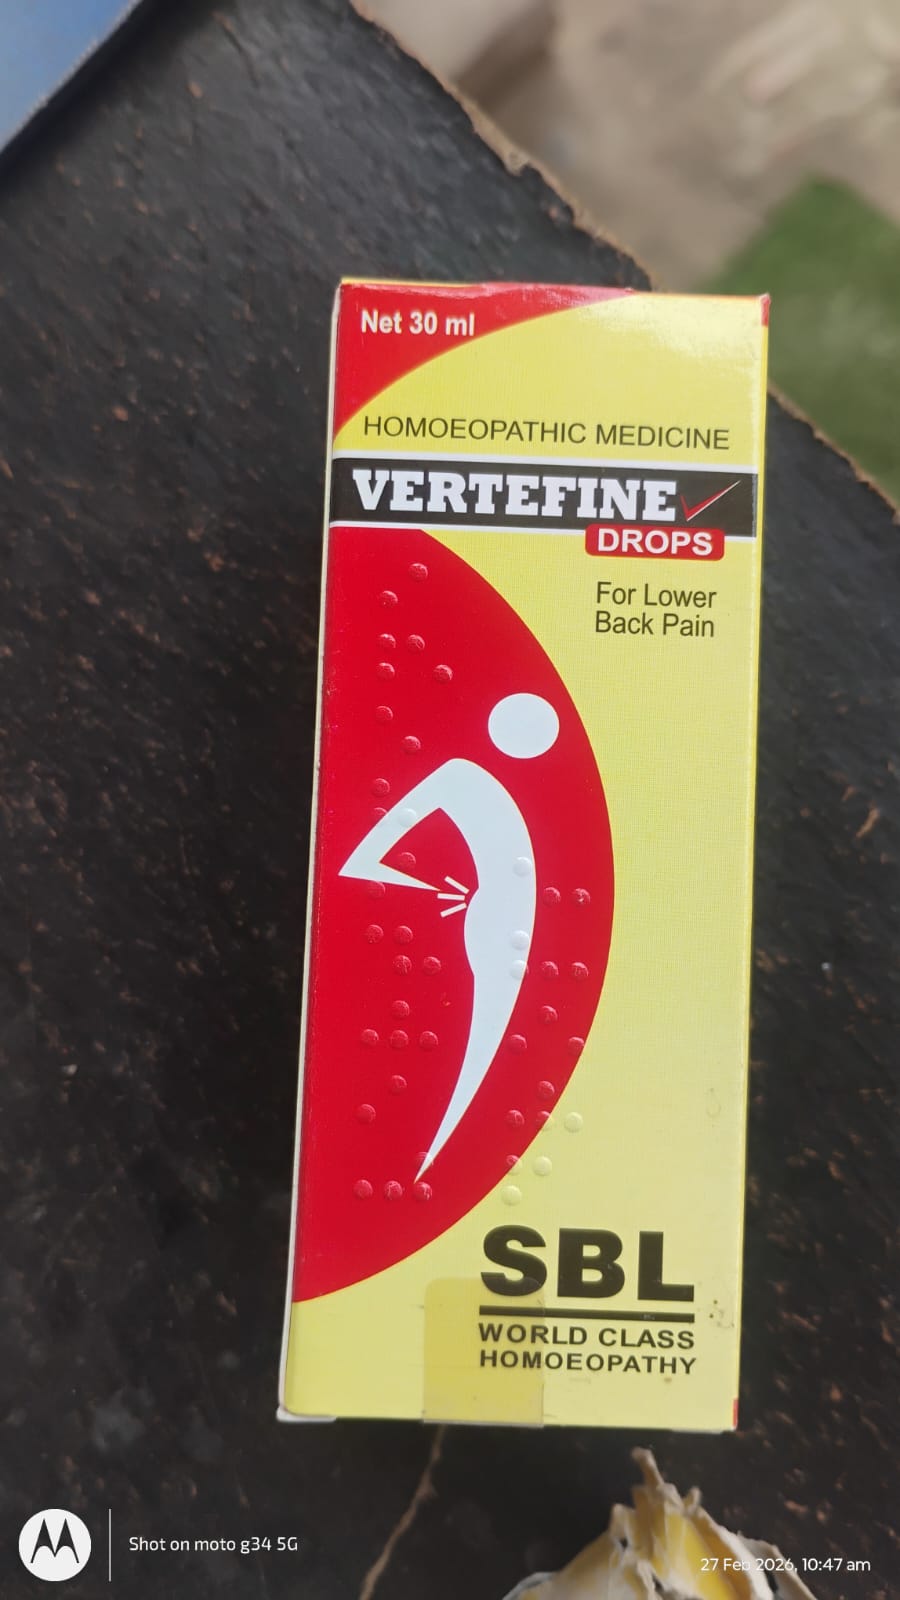 Net 30 ml
HOMOEOPATHIC MEDICINE
VERTEFINE
DROPS
For Lower
Back Pain
SBL
WORLD CLASS
HOMOEOPATHY
Shot on moto g34 5G
27 Feb 2026, 10:47 am